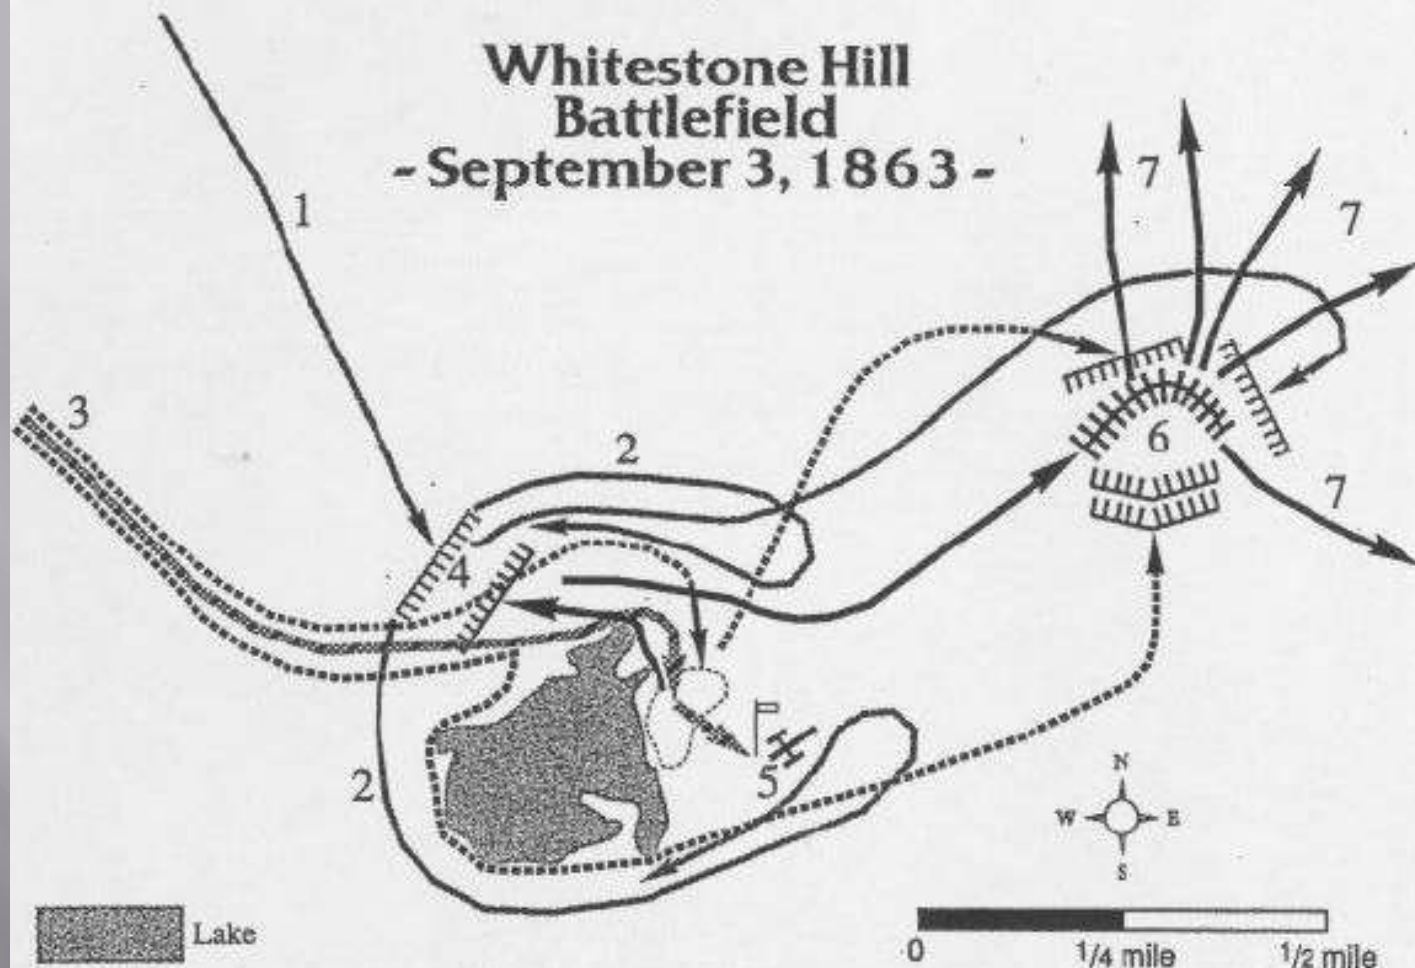 Whitestone Hill
Battlefield
- September 3, 1863 -
1
7
7
3
2
6
7
4
2
5
N
W E
S
Lake
0 1/4 mile 1/2 mile